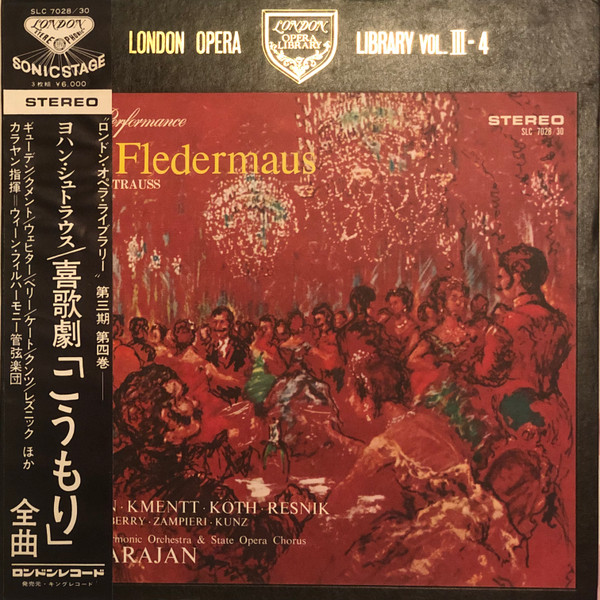 SLC 7028/30
LONDON
STEREOPHONIC
SONICSTAGE
3枚組 ¥6,000
STEREO
"ロンドン・オペラ・ライブラリー" 第三期 第四巻
ヨハン・シュトラウス/喜歌劇「こうもり」全曲
ギューデン/クメント/ヴェヒター/ベリー/ケート/クンツ/レズニック ほか
カラヤン指揮=ウィーン・フィルハーモニー管弦楽団
ロンドンレコード
発売元・キングレコード
LONDON OPERA
LONDON
OPERA
LIBRARY
LIBRARY VOL. III-4
Performance
STEREO
SLC 7028/30
Fledermaus
TRAUSS
N · KMENTT · KOTH · RESNIK
BERRY · ZAMPIERI · KUNZ
rmonic Orchestra & State Opera Chorus
ARAJAN